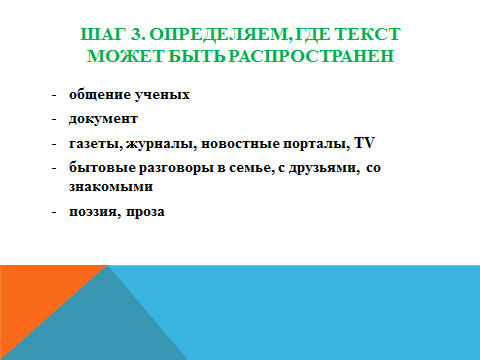 ШАГ 3. ОПРЕДЕЛЯЕМ, ГДЕ ТЕКСТ
МОЖЕТ БЫТЬ РАСПРОСТРАНЕН
- общение ученых
- документ
- газеты, журналы, новостные порталы, TV
- бытовые разговоры в семье, с друзьями, со
знакомыми
- поэзия, проза